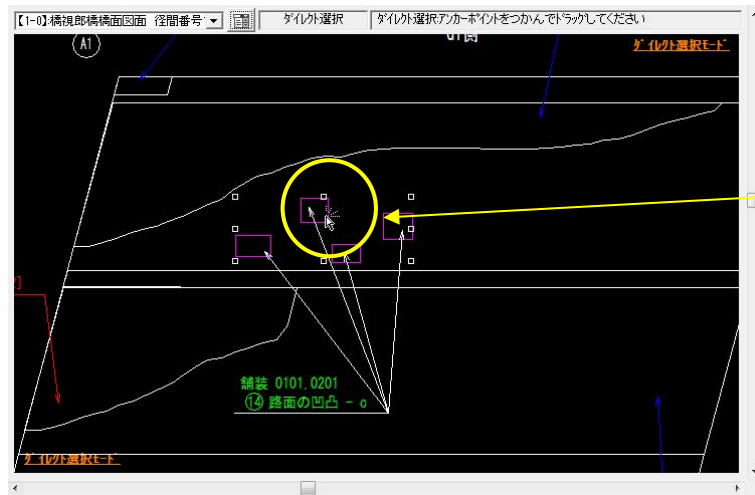 【1-0】:橋視郎橋橋面図面 径間番号
ﾀﾞｲﾚｸﾄ選択
ﾀﾞｲﾚｸﾄ選択:ｱﾝｶｰﾎﾟｲﾝﾄをつかんでﾄﾞﾗｯｸﾞしてください
A1
ﾀﾞｲﾚｸﾄ選択ﾓｰﾄﾞ
舗装 0101,0201
⑭ 路面の凹凸 - c
ﾀﾞｲﾚｸﾄ選択ﾓｰﾄﾞ